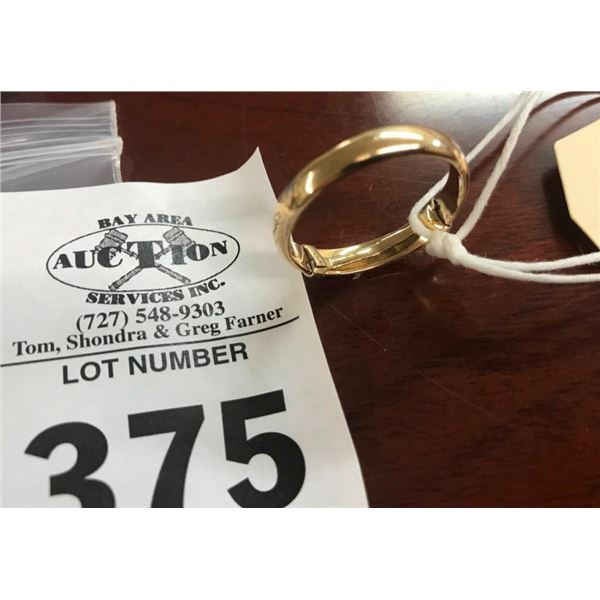 BAY AREA
AUCTION
SERVICES INC.
(727) 548-9303
Tom, Shondra & Greg Farner
LOT NUMBER
375